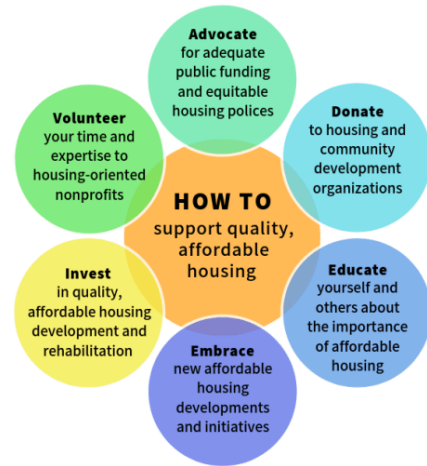 Advocate
for adequate
public funding
and equitable
housing polices
Donate
to housing and
community
development
organizations
Educate
yourself and
others about
the importance
of affordable
housing
Embrace
new affordable
housing
developments
and initiatives
Invest
in quality,
affordable housing
development and
rehabilitation
Volunteer
your time and
expertise to
housing-oriented
nonprofits
HOW TO
support quality,
affordable
housing